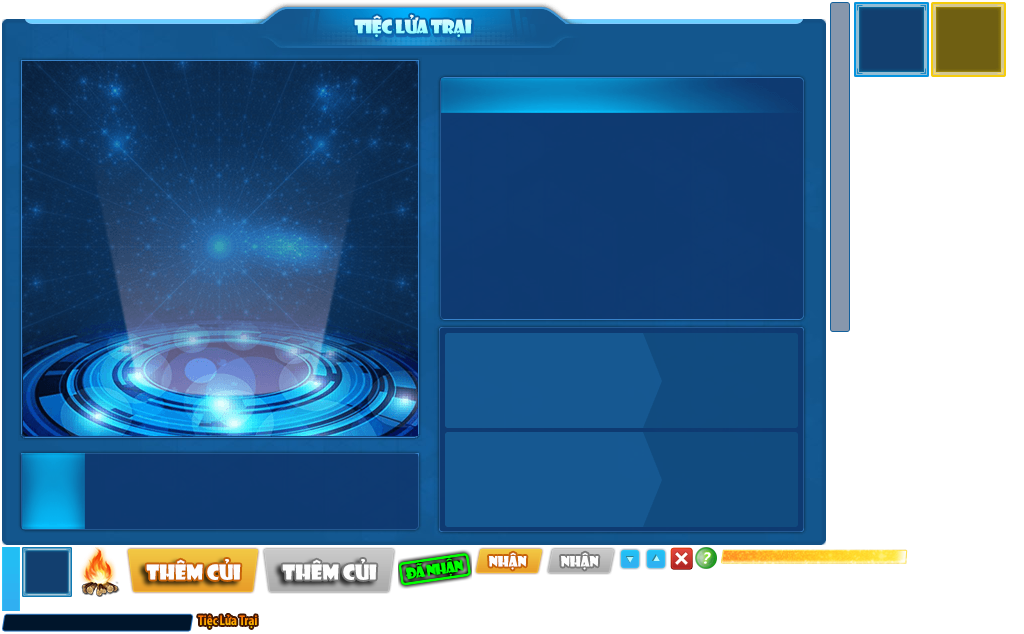 TIỆC LỬA TRẠI
THÊM CỦI
THÊM CỦI
ĐÃ NHẬN
NHẬN
NHẬN
?
Tiệc Lửa Trại